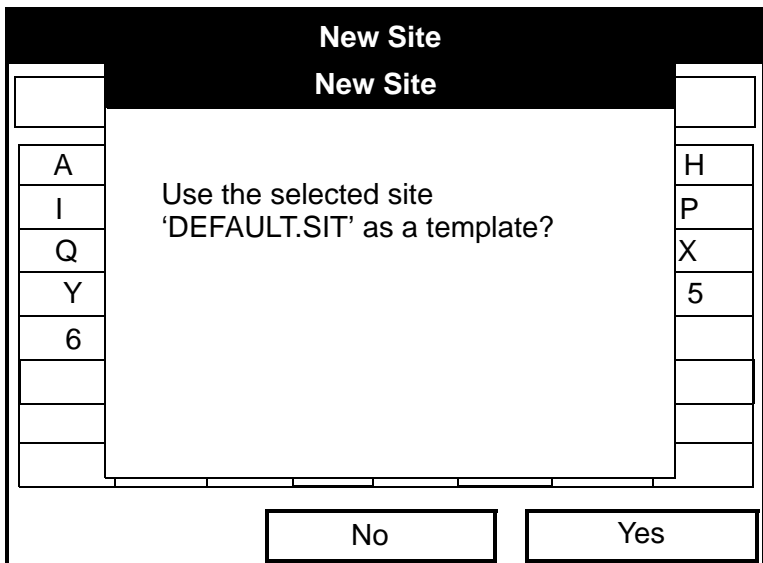 New Site
New Site
A H
Use the selected site
I P
‘DEFAULT.SIT’ as a template?
Q X
Y 5
6
No Yes